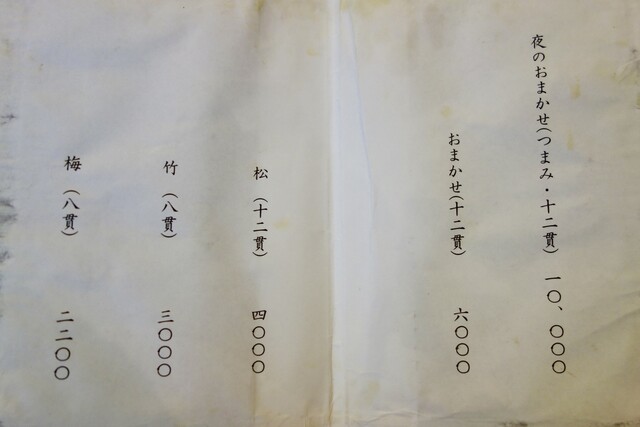 夜のおまかせ(つまみ・十二貫) 一〇、〇〇〇
おまかせ(十二貫) 六〇〇〇
松 (十二貫) 四〇〇〇
竹 (八貫) 三〇〇〇
梅 (八貫) 二二〇〇